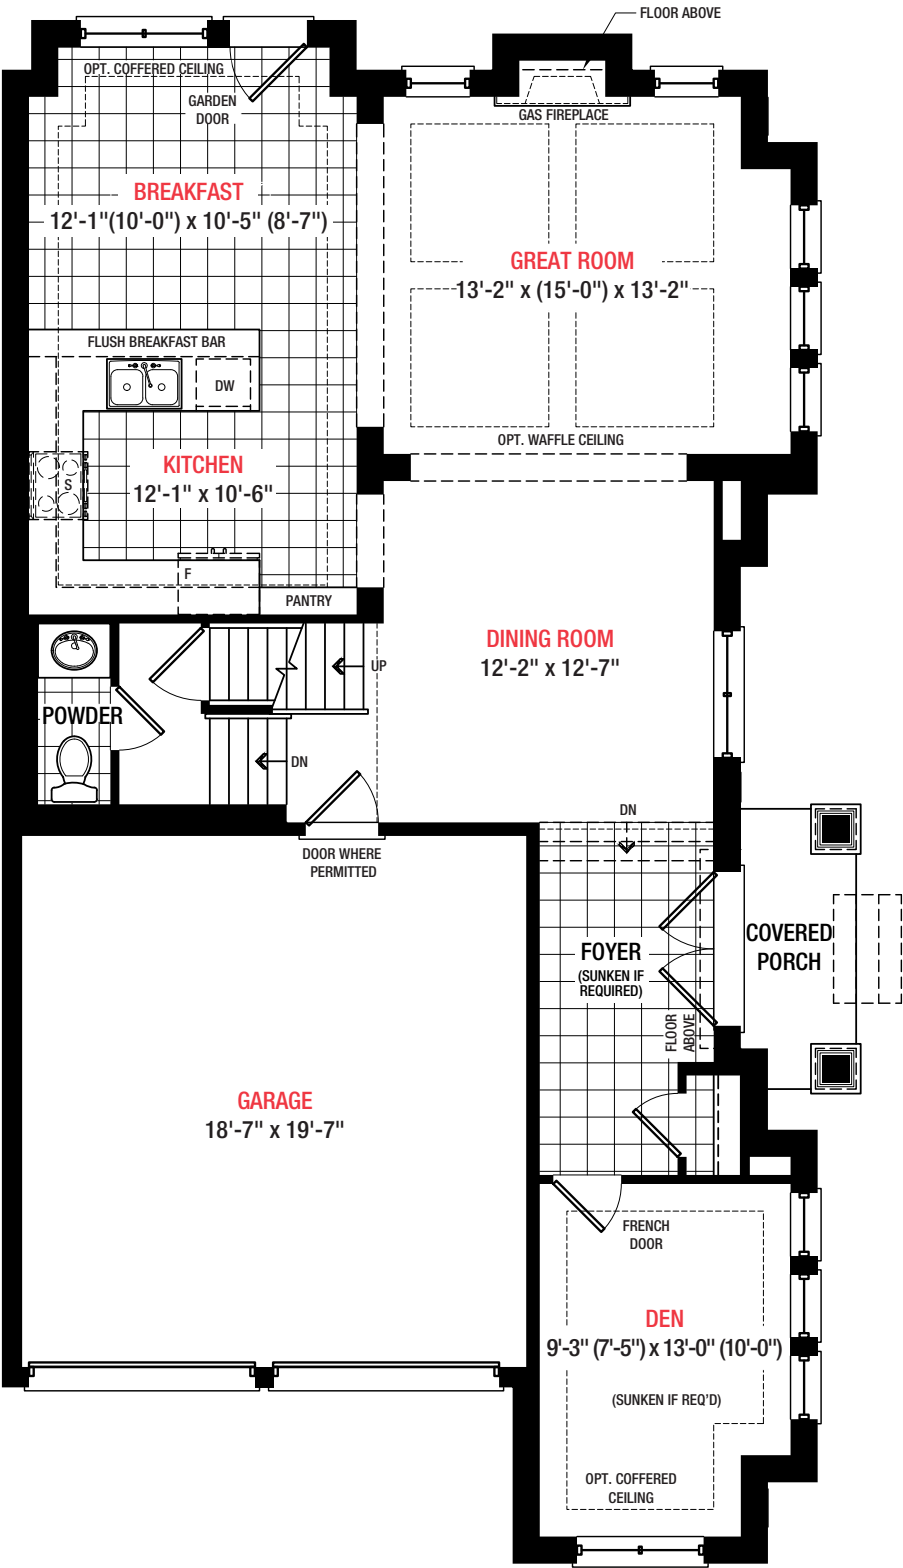 FLOOR ABOVE
OPT. COFFERED CEILING
GARDEN
DOOR
GAS FIREPLACE
BREAKFAST
12'-1"(10'-0") x 10'-5" (8'-7")
GREAT ROOM
13'-2" x (15'-0") x 13'-2"
FLUSH BREAKFAST BAR
DW
OPT. WAFFLE CEILING
KITCHEN
12'-1" x 10'-6"
S
F
PANTRY
DINING ROOM
12'-2" x 12'-7"
UP
POWDER
DN
DN
DOOR WHERE
PERMITTED
FOYER
(SUNKEN IF
REQUIRED)
COVERED
PORCH
FLOOR
ABOVE
GARAGE
18'-7" x 19'-7"
FRENCH
DOOR
DEN
9'-3" (7'-5") x 13'-0" (10'-0")
(SUNKEN IF REQ'D)
OPT. COFFERED
CEILING